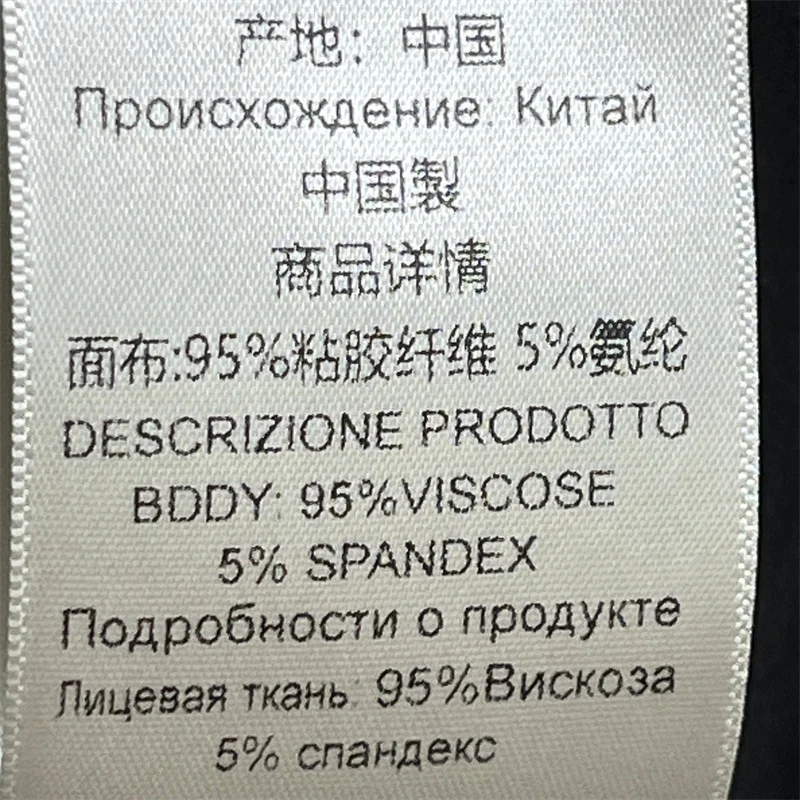 产地：中国
Происхождение: Китай
中国製
商品详情
面布:95%粘胶纤维 5%氨纶
DESCRIZIONE PRODOTTO
BDDY: 95%VISCOSE
5% SPANDEX
Подробности о продукте
Лицевая ткань: 95%Вискоза
5% спандекс